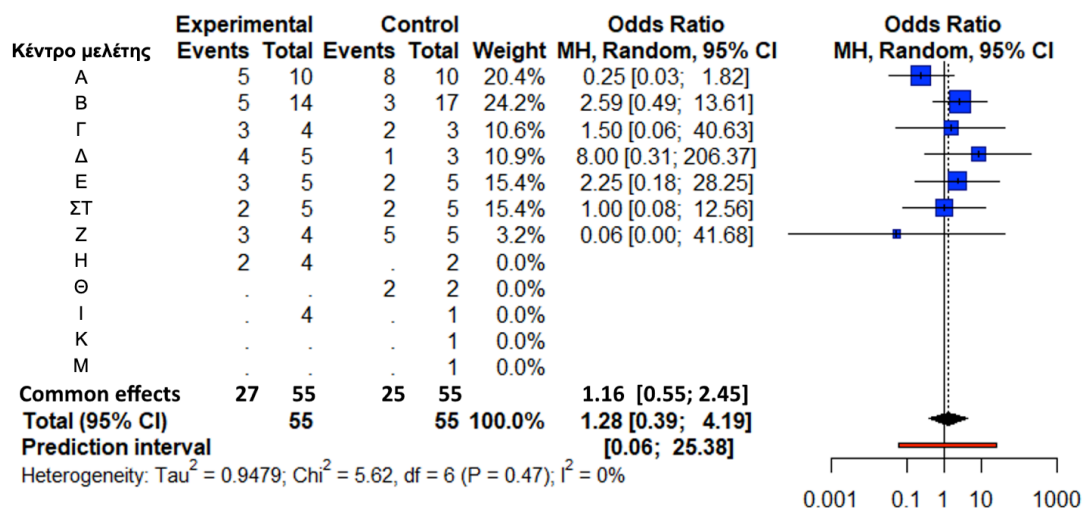 Experimental Control Odds Ratio Odds Ratio
Κέντρο μελέτης Events Total Events Total Weight MH, Random, 95% CI MH, Random, 95% CI
Α 5 10 8 10 20.4% 0.25 [0.03; 1.82]
Β 5 14 3 17 24.2% 2.59 [0.49; 13.61]
Γ 3 4 2 3 10.6% 1.50 [0.06; 40.63]
Δ 4 5 1 3 10.9% 8.00 [0.31; 206.37]
Ε 3 5 2 5 15.4% 2.25 [0.18; 28.25]
ΣΤ 2 5 2 5 15.4% 1.00 [0.08; 12.56]
Ζ 3 4 5 5 3.2% 0.06 [0.00; 41.68]
Η 2 4 . 2 0.0%
Θ . . 2 2 0.0%
Ι . 4 . 1 0.0%
Κ . . . 1 0.0%
Μ . . . 1 0.0%
Common effects 27 55 25 55 1.16 [0.55; 2.45]
Total (95% CI) 55 55 100.0% 1.28 [0.39; 4.19]
Prediction interval [0.06; 25.38]
Heterogeneity: Tau² = 0.9479; Chi² = 5.62, df = 6 (P = 0.47); I² = 0%
0.001 0.1 1 10 1000